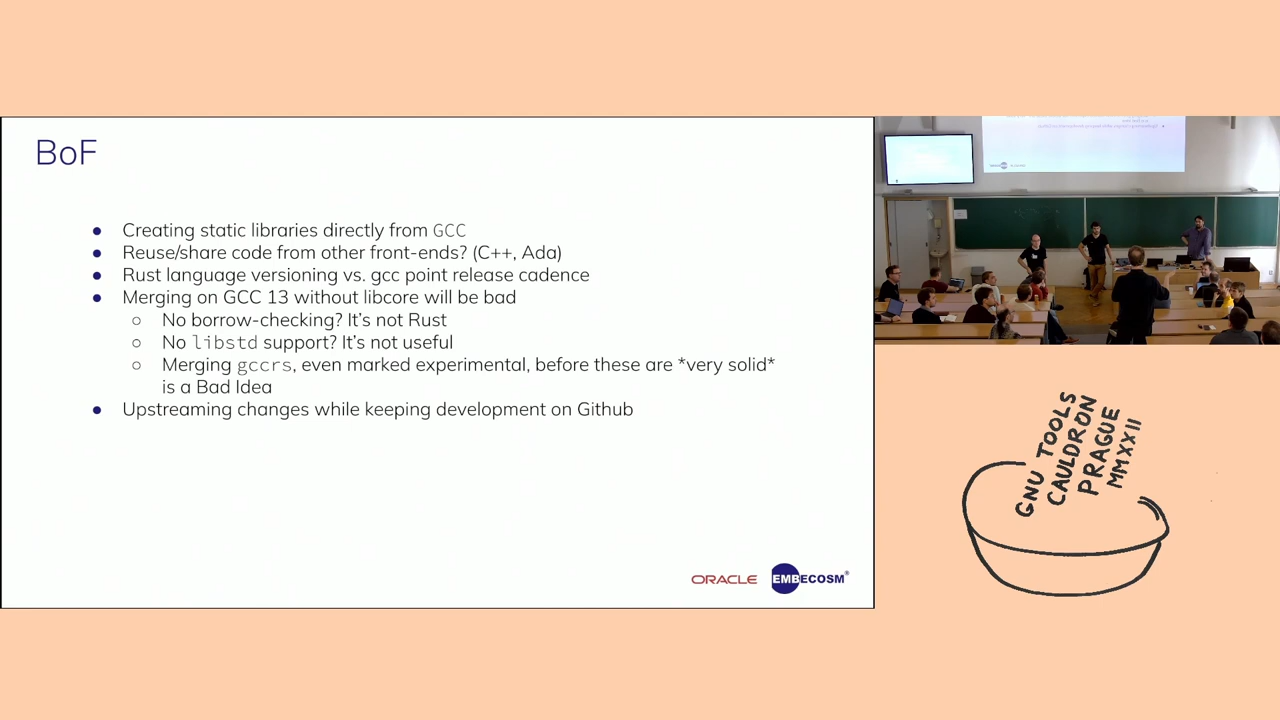 BoF
• Creating static libraries directly from GCC
• Reuse/share code from other front-ends? (C++, Ada)
• Rust language versioning vs. gcc point release cadence
• Merging on GCC 13 without libcore will be bad
○ No borrow-checking? It's not Rust
○ No libstd support? It's not useful
○ Merging gccrs, even marked experimental, before these are *very solid*
is a Bad Idea
• Upstreaming changes while keeping development on Github
ORACLE
EMBECOSM®
GNU TOOLS
CAULDRON
PRAGUE
MMXXII